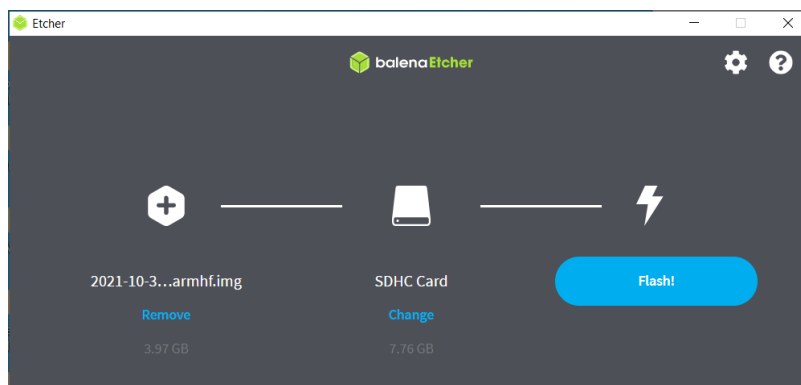 Etcher
balenaEtcher
2021-10-3...armhf.img
SDHC Card
Flash!
Remove
Change
3.97 GB
7.76 GB